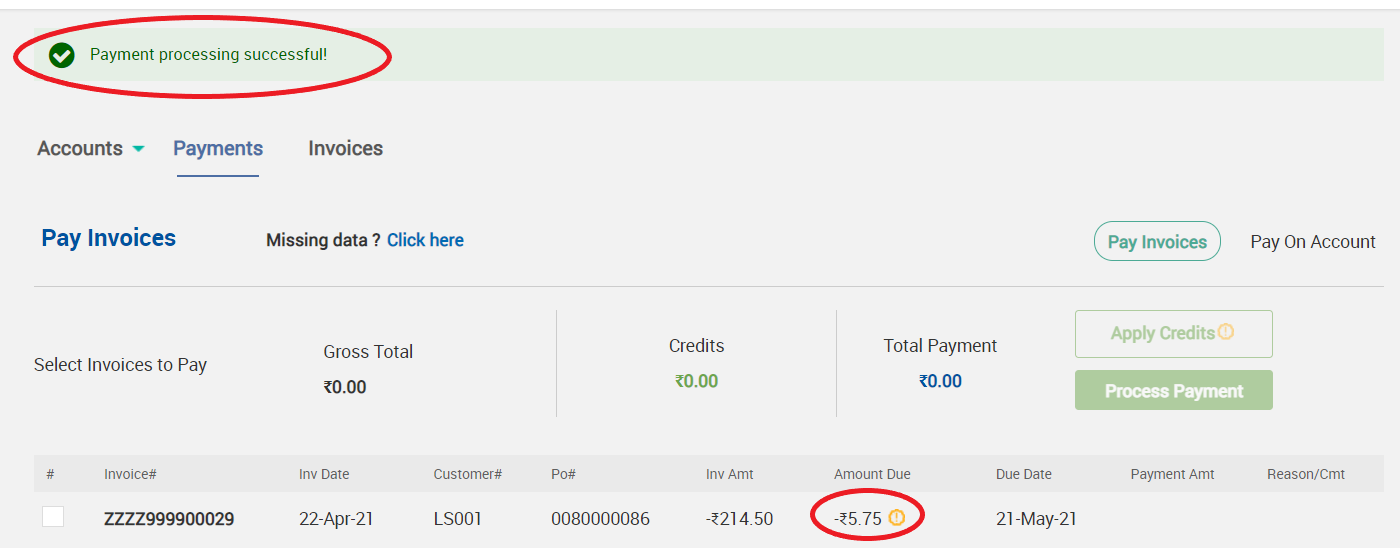 Payment processing successful!
Accounts Payments Invoices
Pay Invoices Missing data ? Click here Pay Invoices Pay On Account
Select Invoices to Pay
Gross Total
₹0.00
Credits
₹0.00
Total Payment
₹0.00
Apply Credits
Process Payment
# Invoice# Inv Date Customer# Po# Inv Amt Amount Due Due Date Payment Amt Reason/Cmt
ZZZZ999900029 22-Apr-21 LS001 0080000086 -₹214.50 -₹5.75 21-May-21